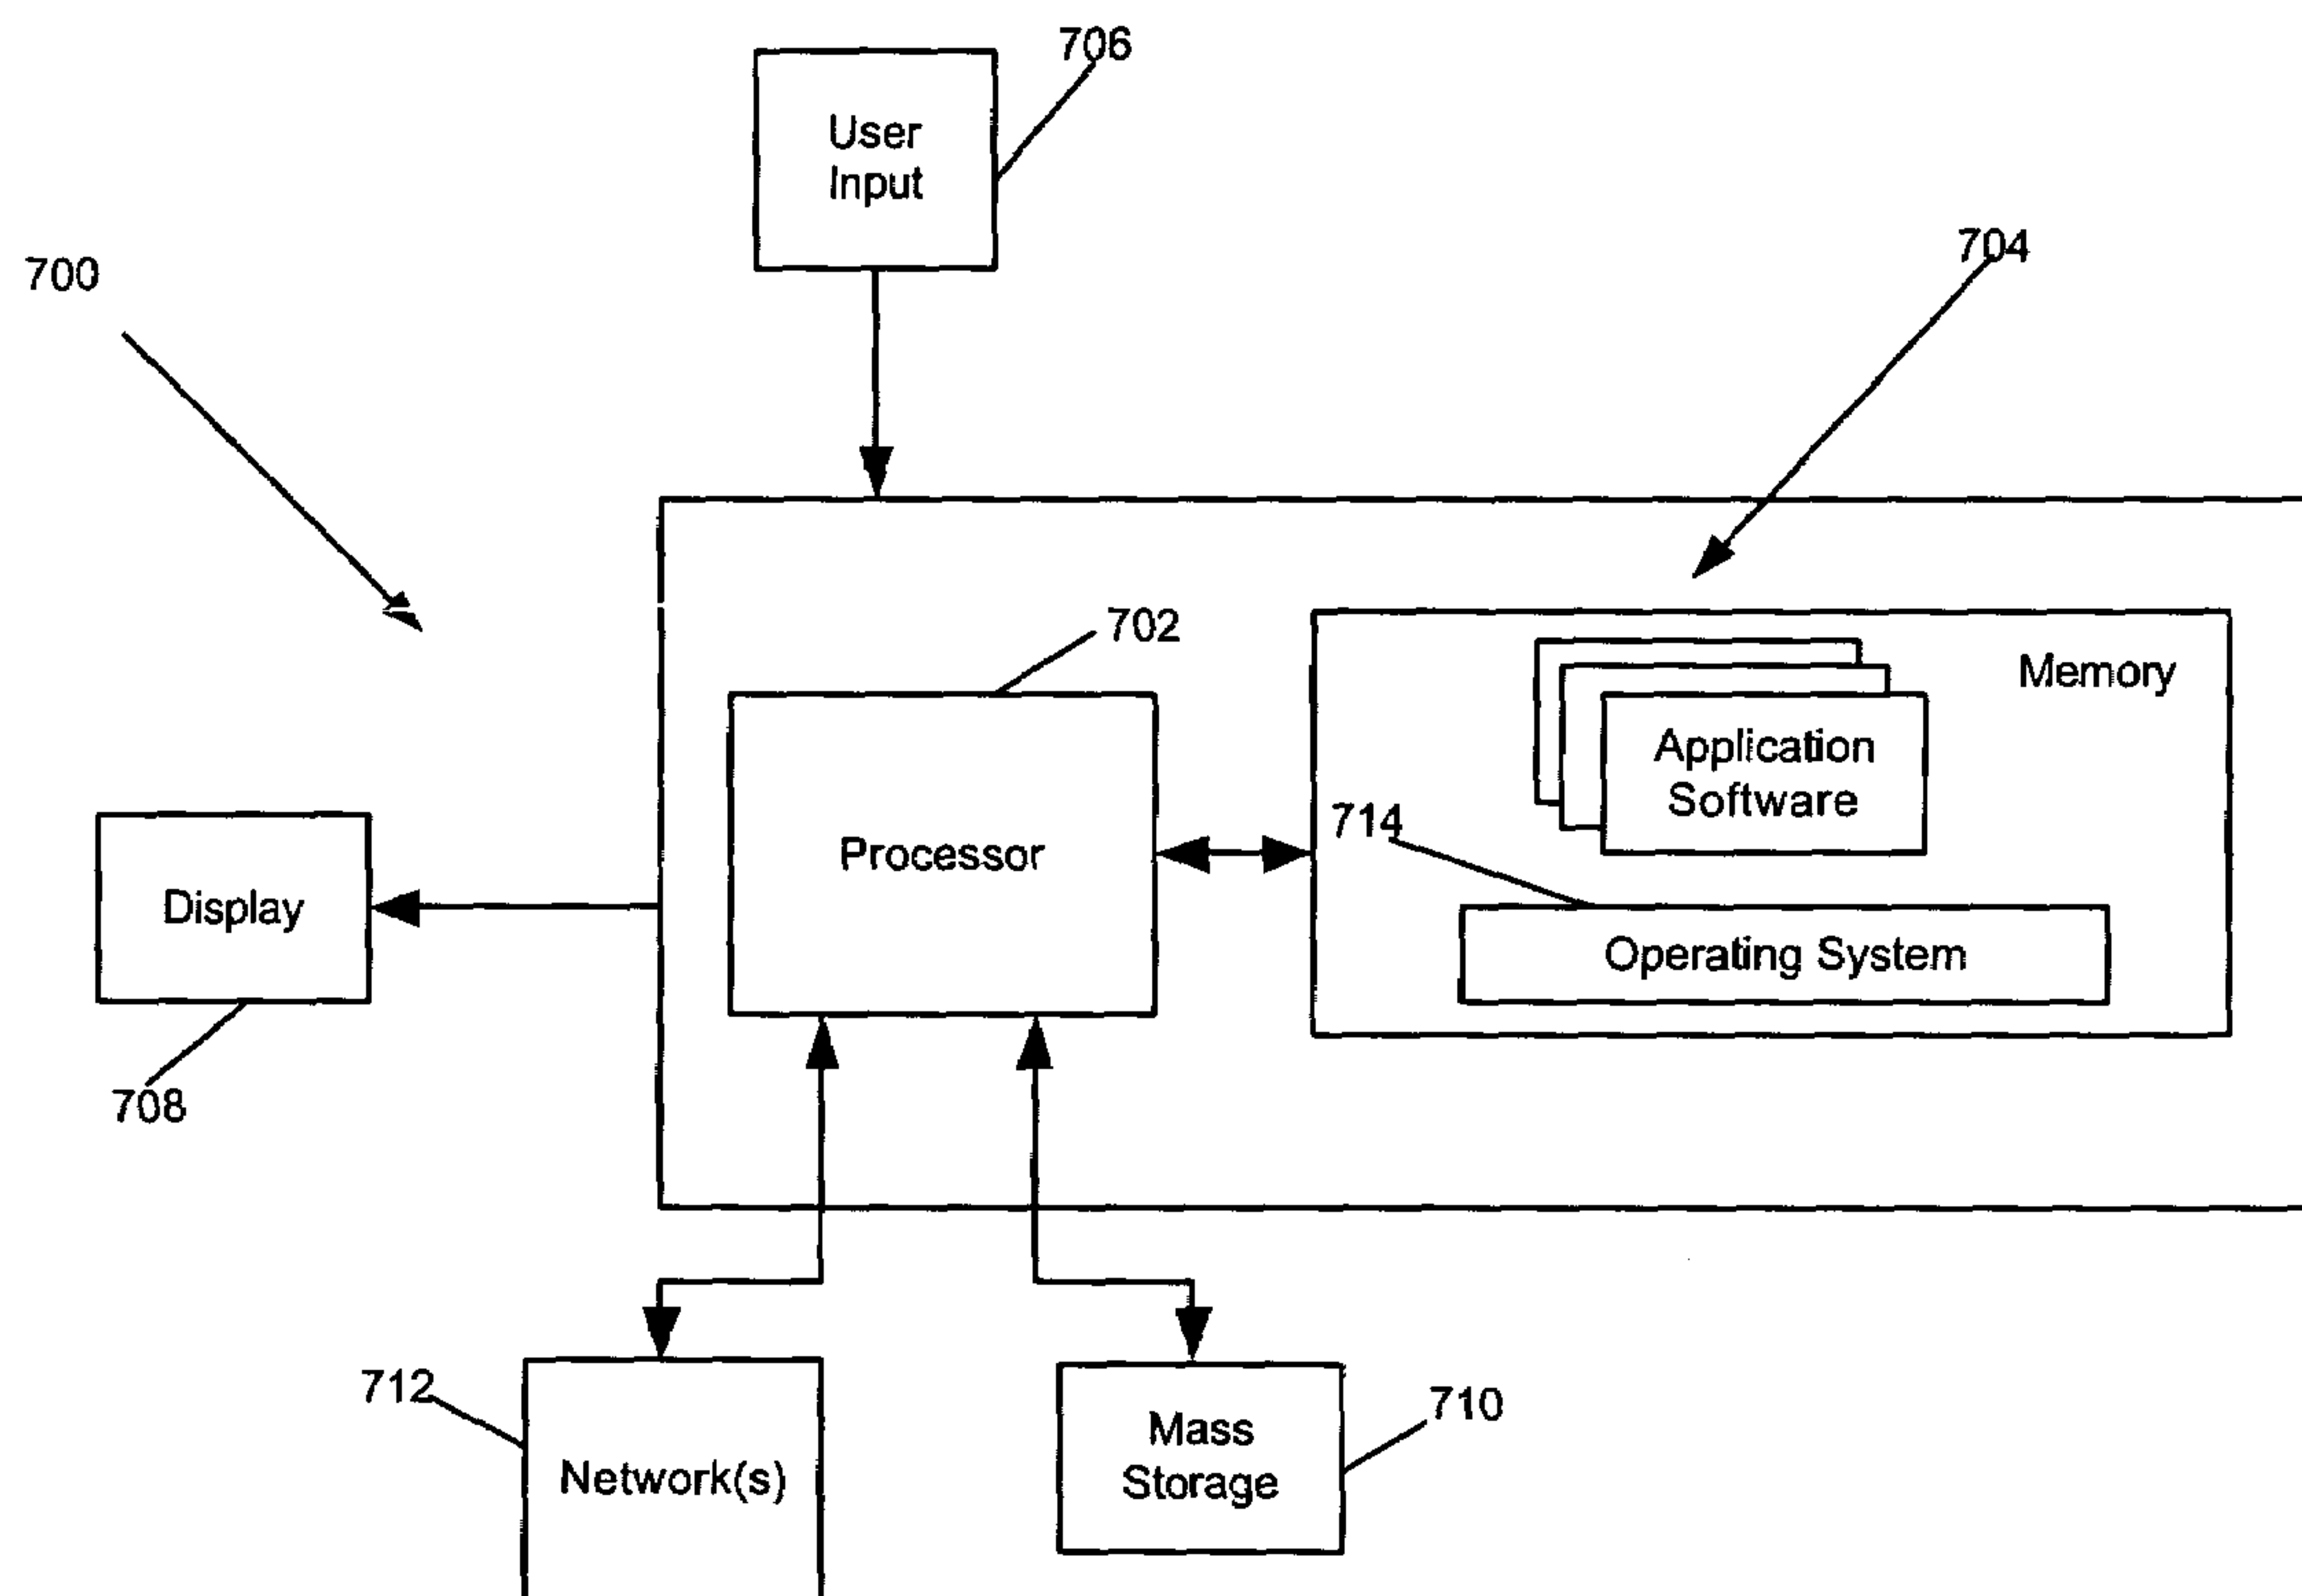 706
User
Input
704
700
702
Memory
Application
Software
714
Processor
Display
Operating System
708
712
710
Mass
Storage
Network(s)